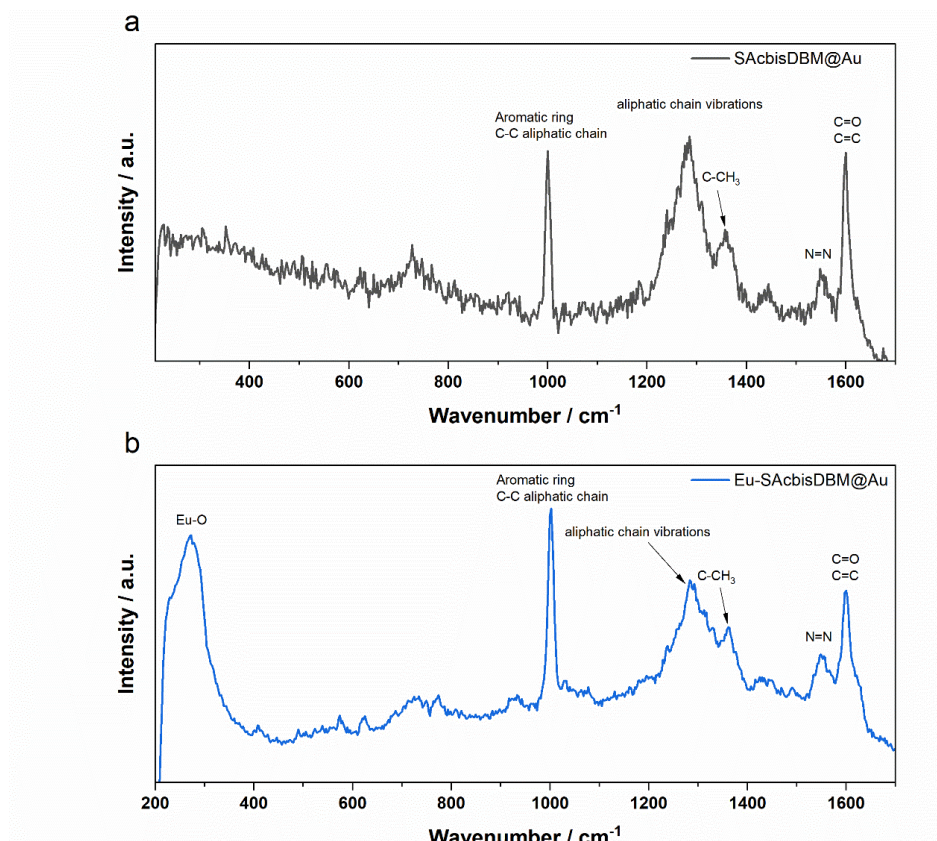 a
SAcbisDBM@Au
aliphatic chain vibrations
Aromatic ring
C-C aliphatic chain
C=O
C=C
C-CH₃
N=N
Intensity / a.u.
400 600 800 1000 1200 1400 1600
Wavenumber / cm⁻¹
b
Eu-SAcbisDBM@Au
Aromatic ring
C-C aliphatic chain
Eu-O
aliphatic chain vibrations
C=O
C=C
C-CH₃
N=N
Intensity / a.u.
200 400 600 800 1000 1200 1400 1600
Wavenumber / cm⁻¹